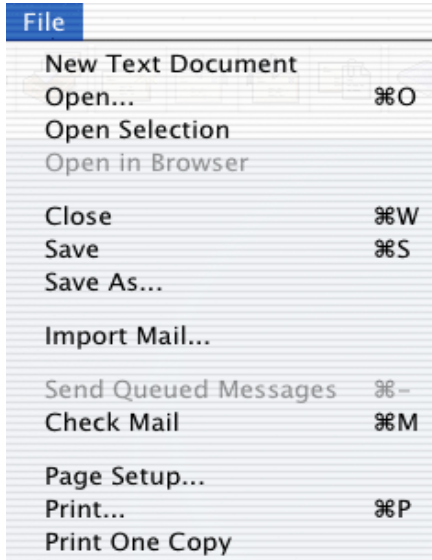 File
New Text Document
Open... ⌘O
Open Selection
Open in Browser
Close ⌘W
Save ⌘S
Save As...
Import Mail...
Send Queued Messages ⌘-
Check Mail ⌘M
Page Setup...
Print... ⌘P
Print One Copy